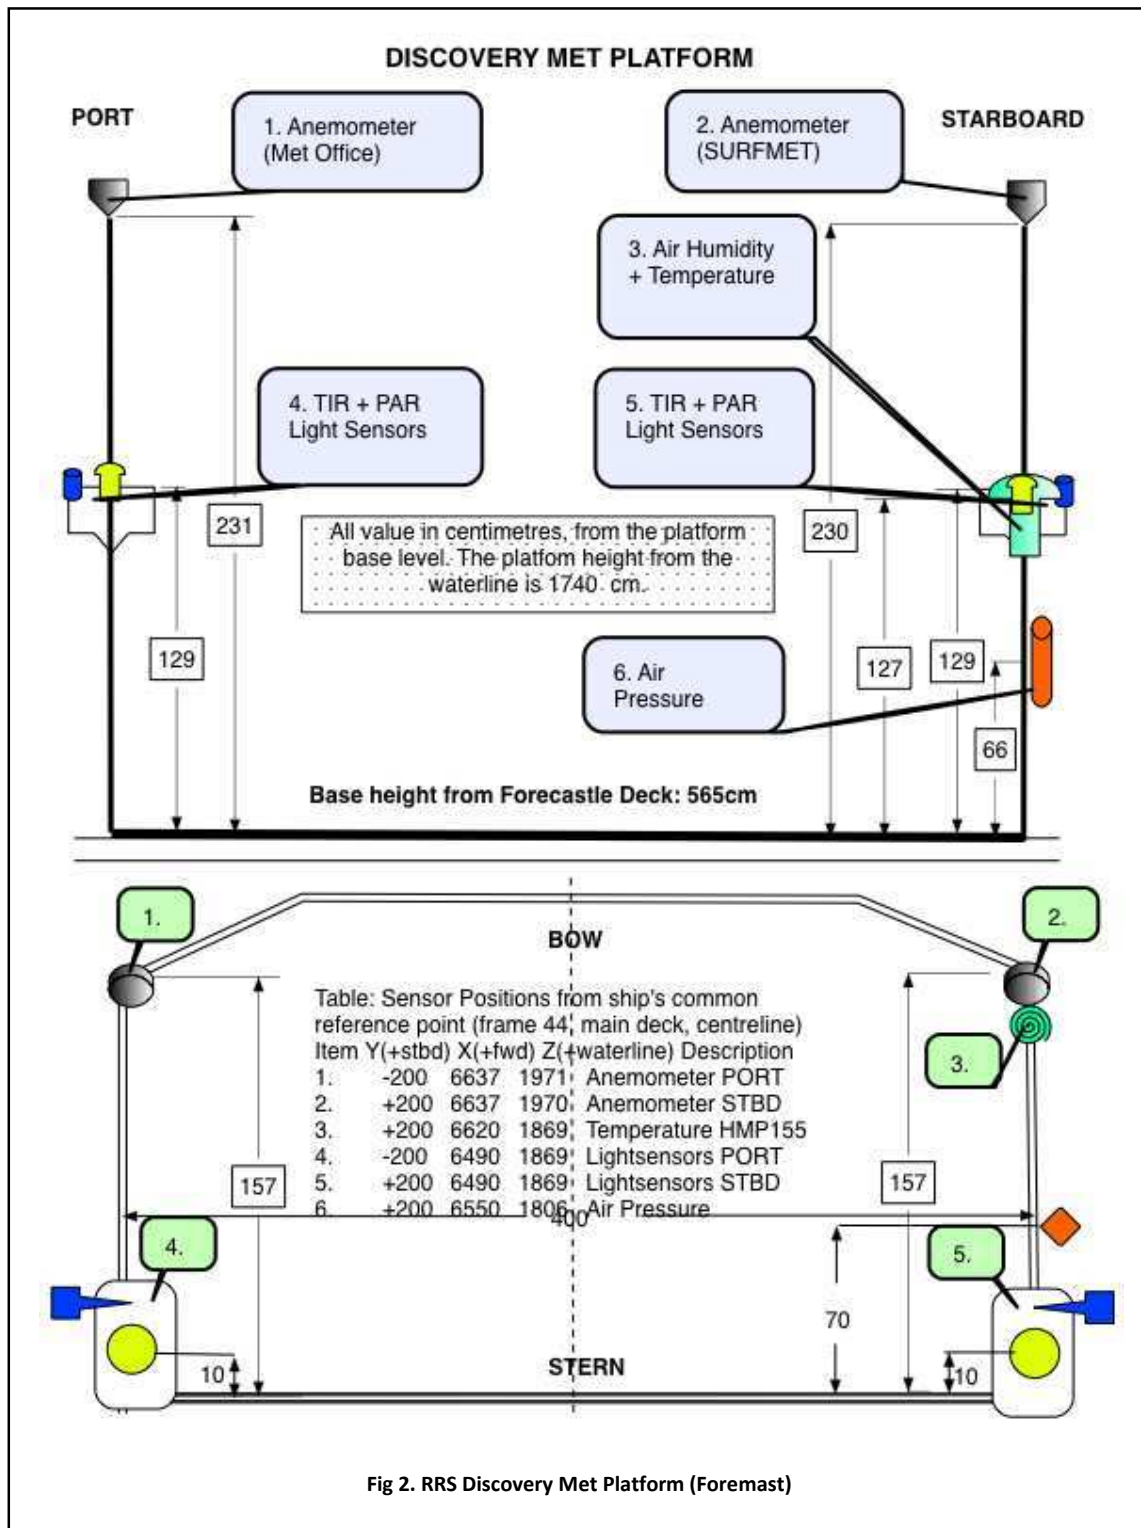 DISCOVERY MET PLATFORM
PORT
STARBOARD
1. Anemometer
(Met Office)
2. Anemometer
(SURFMET)
3. Air Humidity
+ Temperature
4. TIR + PAR
Light Sensors
5. TIR + PAR
Light Sensors
231
230
All value in centimetres, from the platform
base level. The platfom height from the
waterline is 1740 cm.
129
127
129
6. Air
Pressure
66
Base height from Forecastle Deck: 565cm
1.
2.
BOW
Table: Sensor Positions from ship's common
reference point (frame 44, main deck, centreline)
Item Y(+stbd) X(+fwd) Z(+waterline) Description
1. -200 6637 1971 Anemometer PORT
2. +200 6637 1970 Anemometer STBD
3. +200 6620 1869 Temperature HMP155
4. -200 6490 1869 Lightsensors PORT
5. +200 6490 1869 Lightsensors STBD
6. +200 6550 1806 Air Pressure
3.
157
157
400
4.
5.
70
10
STERN
10
Fig 2. RRS Discovery Met Platform (Foremast)